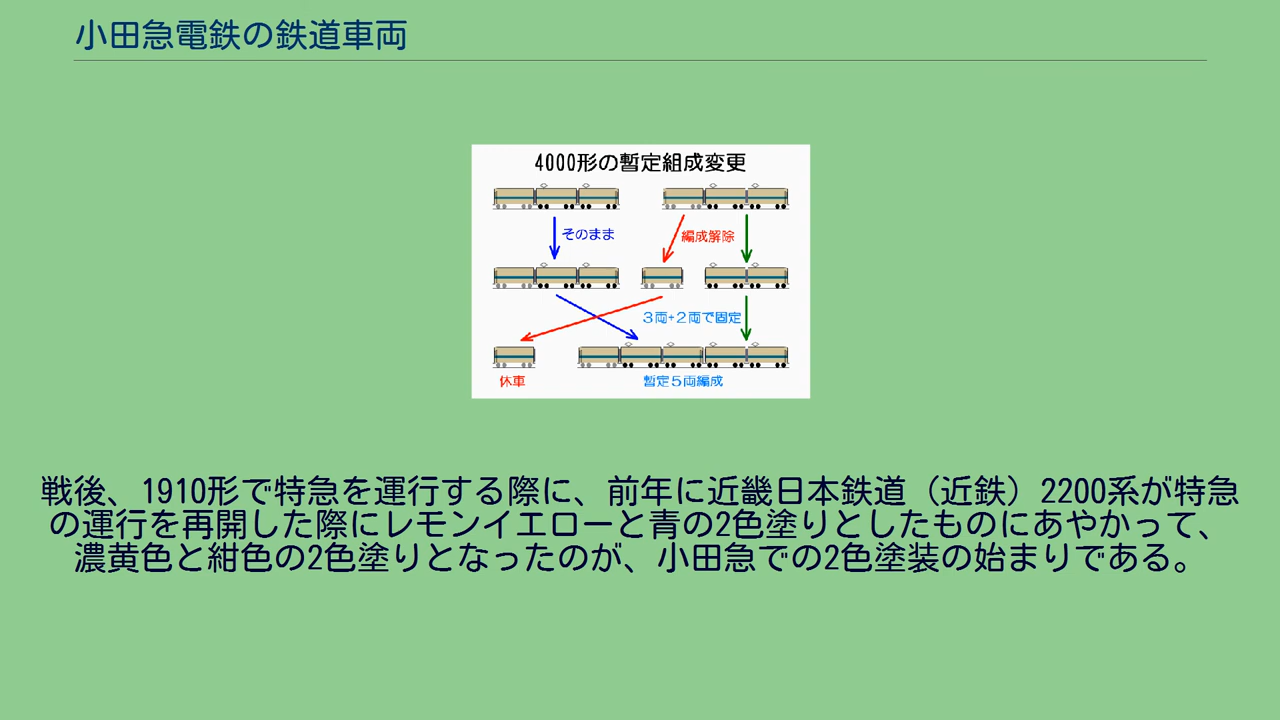 小田急電鉄の鉄道車両
4000形の暫定組成変更
そのまま
編成解除
3両+2両で固定
休車
暫定5両編成
戦後、1910形で特急を運行する際に、前年に近畿日本鉄道（近鉄）2200系が特急
の運行を再開した際にレモンイエローと青の2色塗りとしたものにあやかって、
濃黄色と紺色の2色塗りとなったのが、小田急での2色塗装の始まりである。